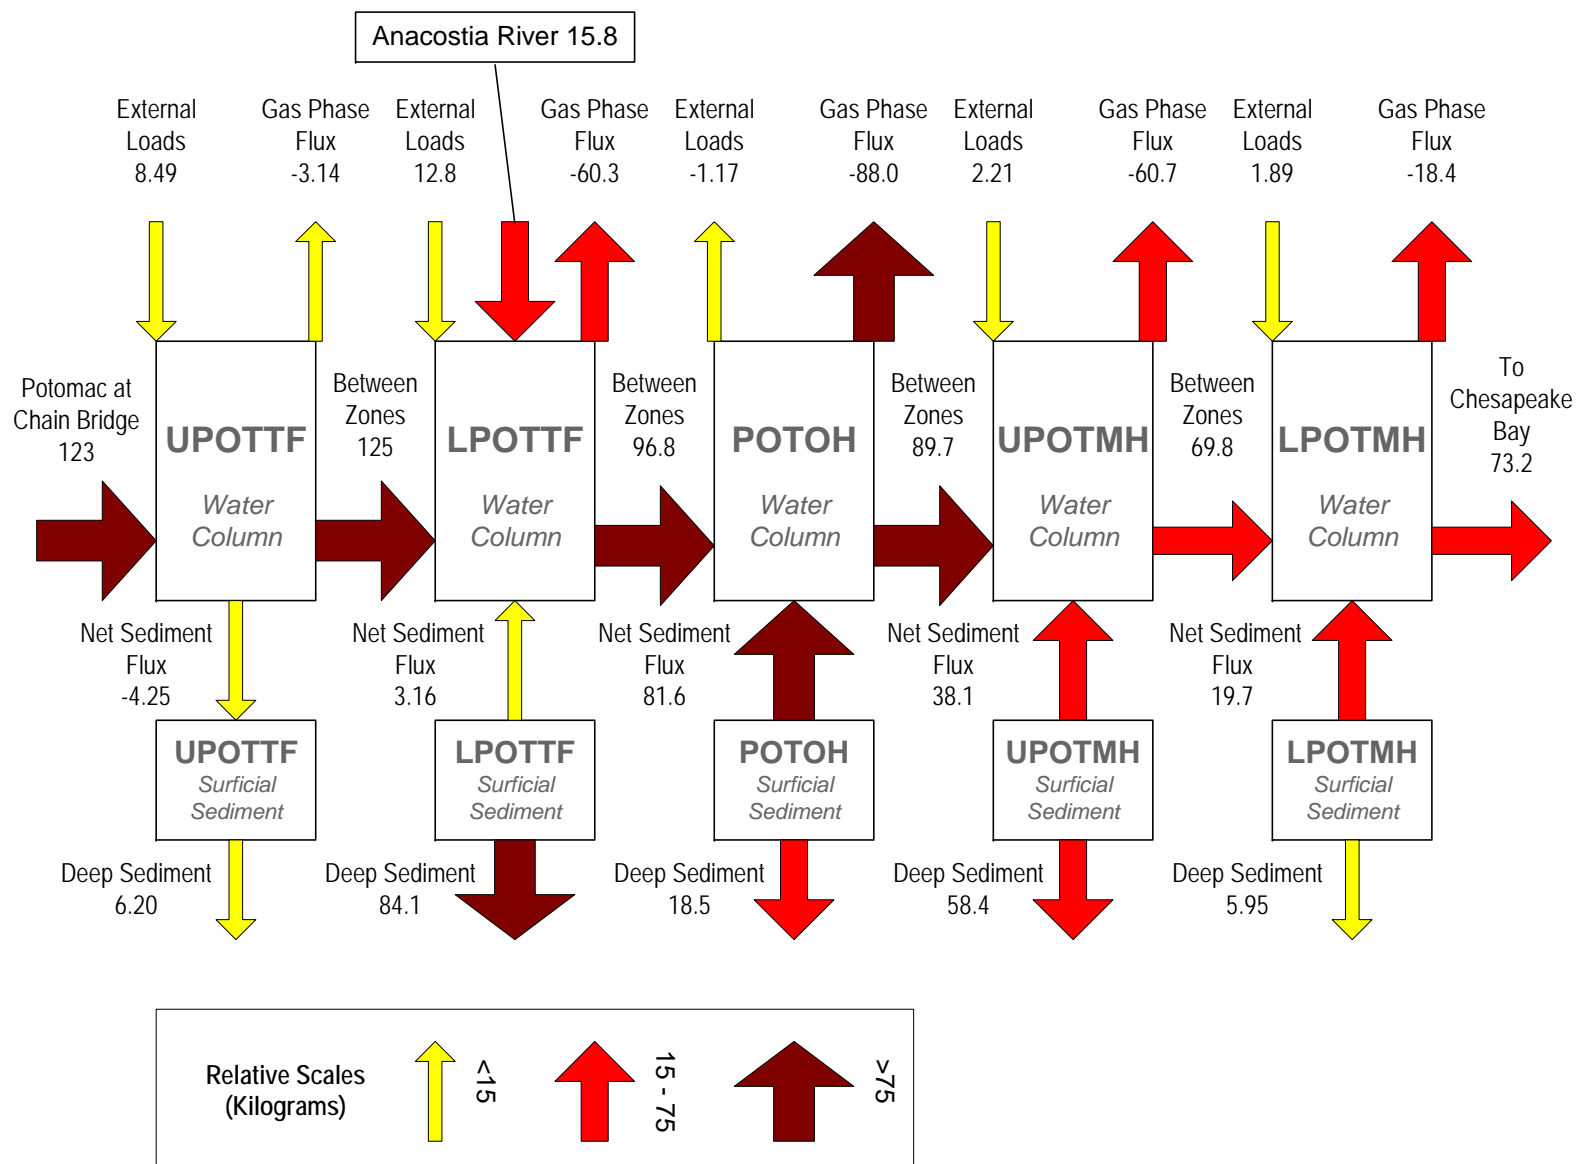 Anacostia River 15.8
External
Loads
8.49
Gas Phase
Flux
-3.14
External
Loads
12.8
Gas Phase
Flux
-60.3
External
Loads
-1.17
Gas Phase
Flux
-88.0
External
Loads
2.21
Gas Phase
Flux
-60.7
External
Loads
1.89
Gas Phase
Flux
-18.4
Potomac at
Chain Bridge
123
UPOTTF
Water
Column
Between
Zones
125
LPOTTF
Water
Column
Between
Zones
96.8
POTOH
Water
Column
Between
Zones
89.7
UPOTMH
Water
Column
Between
Zones
69.8
LPOTMH
Water
Column
To
Chesapeake
Bay
73.2
Net Sediment
Flux
-4.25
Net Sediment
Flux
3.16
Net Sediment
Flux
81.6
Net Sediment
Flux
38.1
Net Sediment
Flux
19.7
UPOTTF
Surficial
Sediment
LPOTTF
Surficial
Sediment
POTOH
Surficial
Sediment
UPOTMH
Surficial
Sediment
LPOTMH
Surficial
Sediment
Deep Sediment
6.20
Deep Sediment
84.1
Deep Sediment
18.5
Deep Sediment
58.4
Deep Sediment
5.95
Relative Scales
(Kilograms)
<15
15 - 75
>75